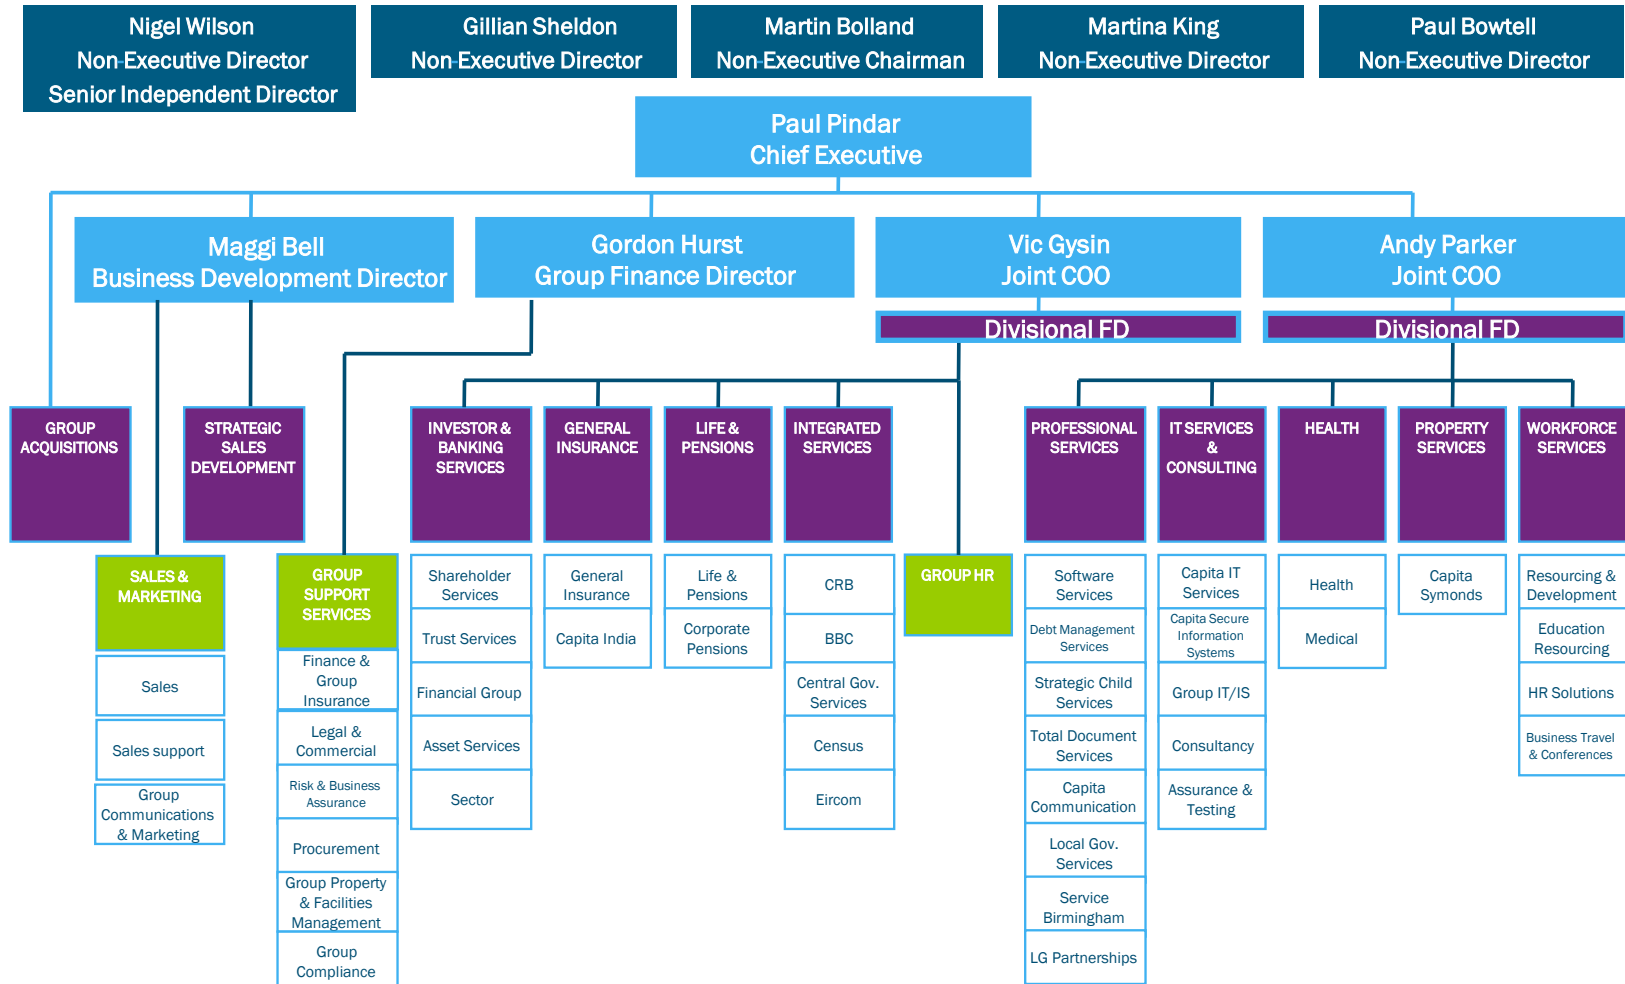 Nigel Wilson
Non-Executive Director
Senior Independent Director
Gillian Sheldon
Non-Executive Director
Martin Bolland
Non-Executive Chairman
Martina King
Non-Executive Director
Paul Bowtell
Non-Executive Director
Paul Pindar
Chief Executive
Maggi Bell
Business Development Director
Gordon Hurst
Group Finance Director
Vic Gysin
Joint COO
Andy Parker
Joint COO
Divisional FD
Divisional FD
GROUP
ACQUISITIONS
STRATEGIC
SALES
DEVELOPMENT
INVESTOR &
BANKING
SERVICES
GENERAL
INSURANCE
LIFE &
PENSIONS
INTEGRATED
SERVICES
PROFESSIONAL
SERVICES
IT SERVICES
&
CONSULTING
HEALTH
PROPERTY
SERVICES
WORKFORCE
SERVICES
SALES &
MARKETING
Sales
Sales support
Group
Communications
& Marketing
GROUP
SUPPORT
SERVICES
Finance &
Group
Insurance
Legal &
Commercial
Risk & Business
Assurance
Procurement
Group Property
& Facilities
Management
Group
Compliance
Shareholder
Services
Trust Services
Financial Group
Asset Services
Sector
General
Insurance
Capita India
Life &
Pensions
Corporate
Pensions
CRB
BBC
Central Gov.
Services
Census
Eircom
GROUP HR
Software
Services
Debt Management
Services
Strategic Child
Services
Total Document
Services
Capita
Communication
Local Gov.
Services
Service
Birmingham
LG Partnerships
Capita IT
Services
Capita Secure
Information
Systems
Group IT/IS
Consultancy
Assurance &
Testing
Health
Medical
Capita
Symonds
Resourcing &
Development
Education
Resourcing
HR Solutions
Business Travel
& Conferences